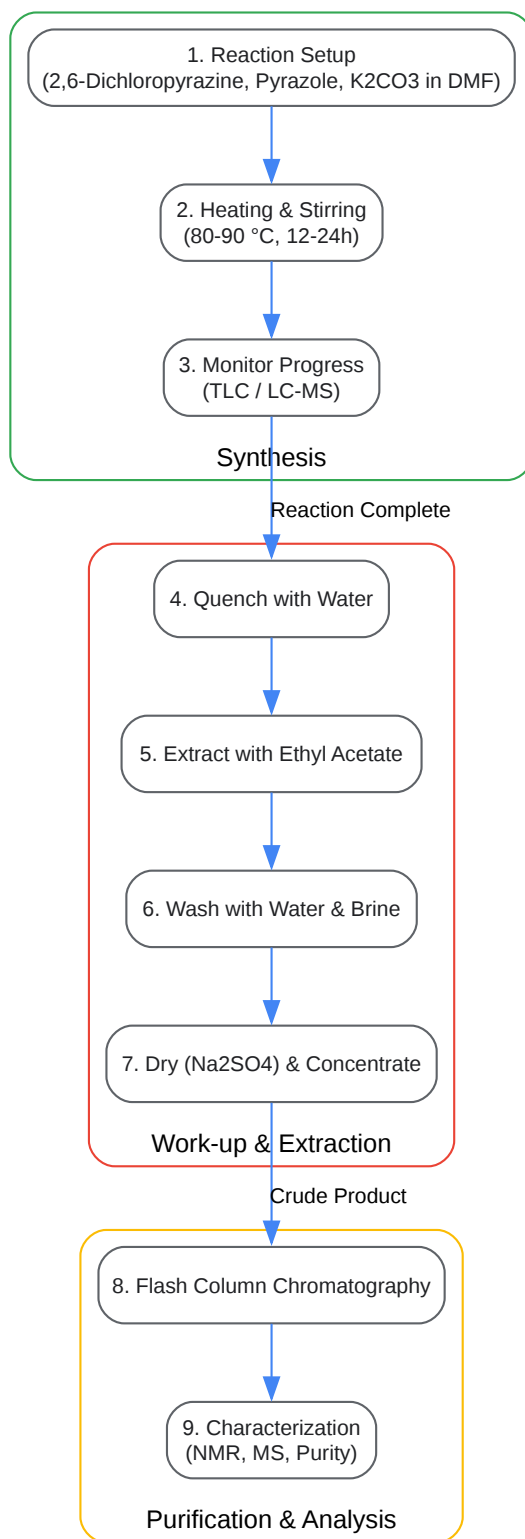 1. Reaction Setup
(2,6-Dichloropyrazine, Pyrazole, K2CO3 in DMF)
2. Heating & Stirring
(80-90 °C, 12-24h)
3. Monitor Progress
(TLC / LC-MS)
Synthesis
Reaction Complete
4. Quench with Water
5. Extract with Ethyl Acetate
6. Wash with Water & Brine
7. Dry (Na2SO4) & Concentrate
Work-up & Extraction
Crude Product
8. Flash Column Chromatography
9. Characterization
(NMR, MS, Purity)
Purification & Analysis